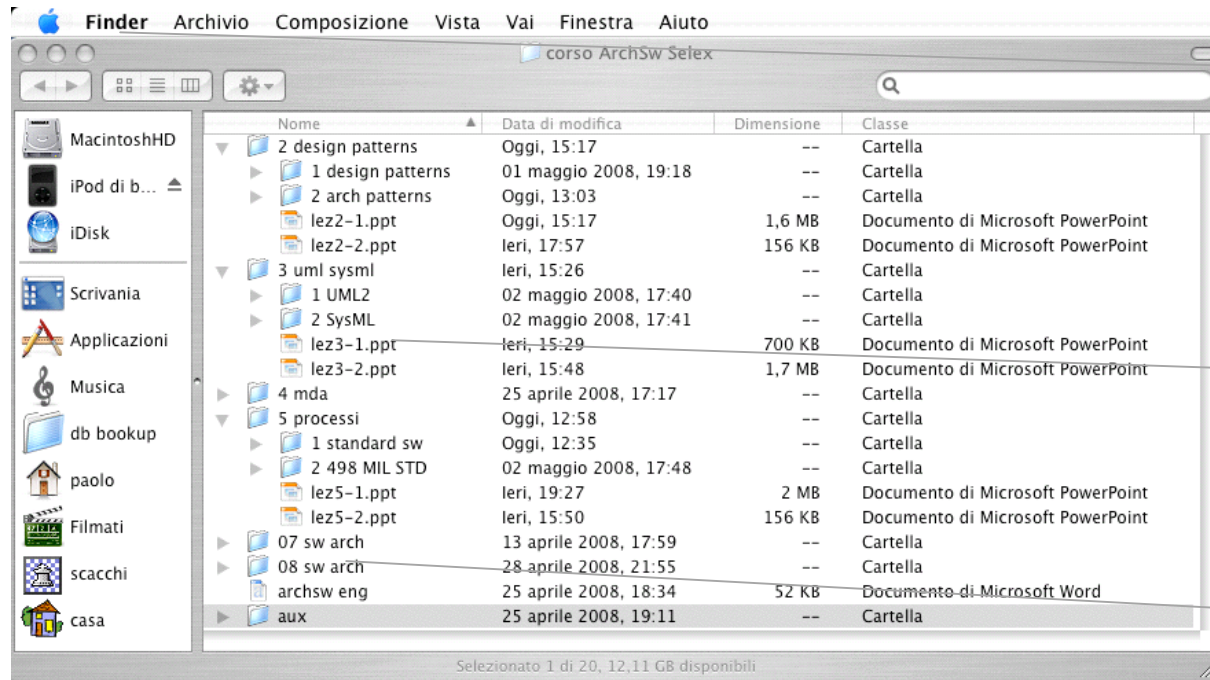 Finder Archivio Composizione Vista Vai Finestra Aiuto
corso ArchSw Selex
MacintoshHD
iPod di b...
iDisk
Scrivania
Applicazioni
Musica
db bookup
paolo
Filmati
scacchi
casa
Nome Data di modifica Dimensione Classe
2 design patterns Oggi, 15:17 -- Cartella
1 design patterns 01 maggio 2008, 19:18 -- Cartella
2 arch patterns Oggi, 13:03 -- Cartella
lez2-1.ppt Oggi, 15:17 1,6 MB Documento di Microsoft PowerPoint
lez2-2.ppt Ieri, 17:57 156 KB Documento di Microsoft PowerPoint
3 uml sysml Ieri, 15:26 -- Cartella
1 UML2 02 maggio 2008, 17:40 -- Cartella
2 SysML 02 maggio 2008, 17:41 -- Cartella
lez3-1.ppt Ieri, 15:29 700 KB Documento di Microsoft PowerPoint
lez3-2.ppt Ieri, 15:48 1,7 MB Documento di Microsoft PowerPoint
4 mda 25 aprile 2008, 17:17 -- Cartella
5 processi Oggi, 12:58 -- Cartella
1 standard sw Oggi, 12:35 -- Cartella
2 498 MIL STD 02 maggio 2008, 17:48 -- Cartella
lez5-1.ppt Ieri, 19:27 2 MB Documento di Microsoft PowerPoint
lez5-2.ppt Ieri, 15:50 156 KB Documento di Microsoft PowerPoint
07 sw arch 13 aprile 2008, 17:59 -- Cartella
08 sw arch 28 aprile 2008, 21:55 -- Cartella
archsw eng 25 aprile 2008, 18:34 52 KB Documento di Microsoft Word
aux 25 aprile 2008, 19:11 -- Cartella
Selezionato 1 di 20, 12,11 GB disponibili